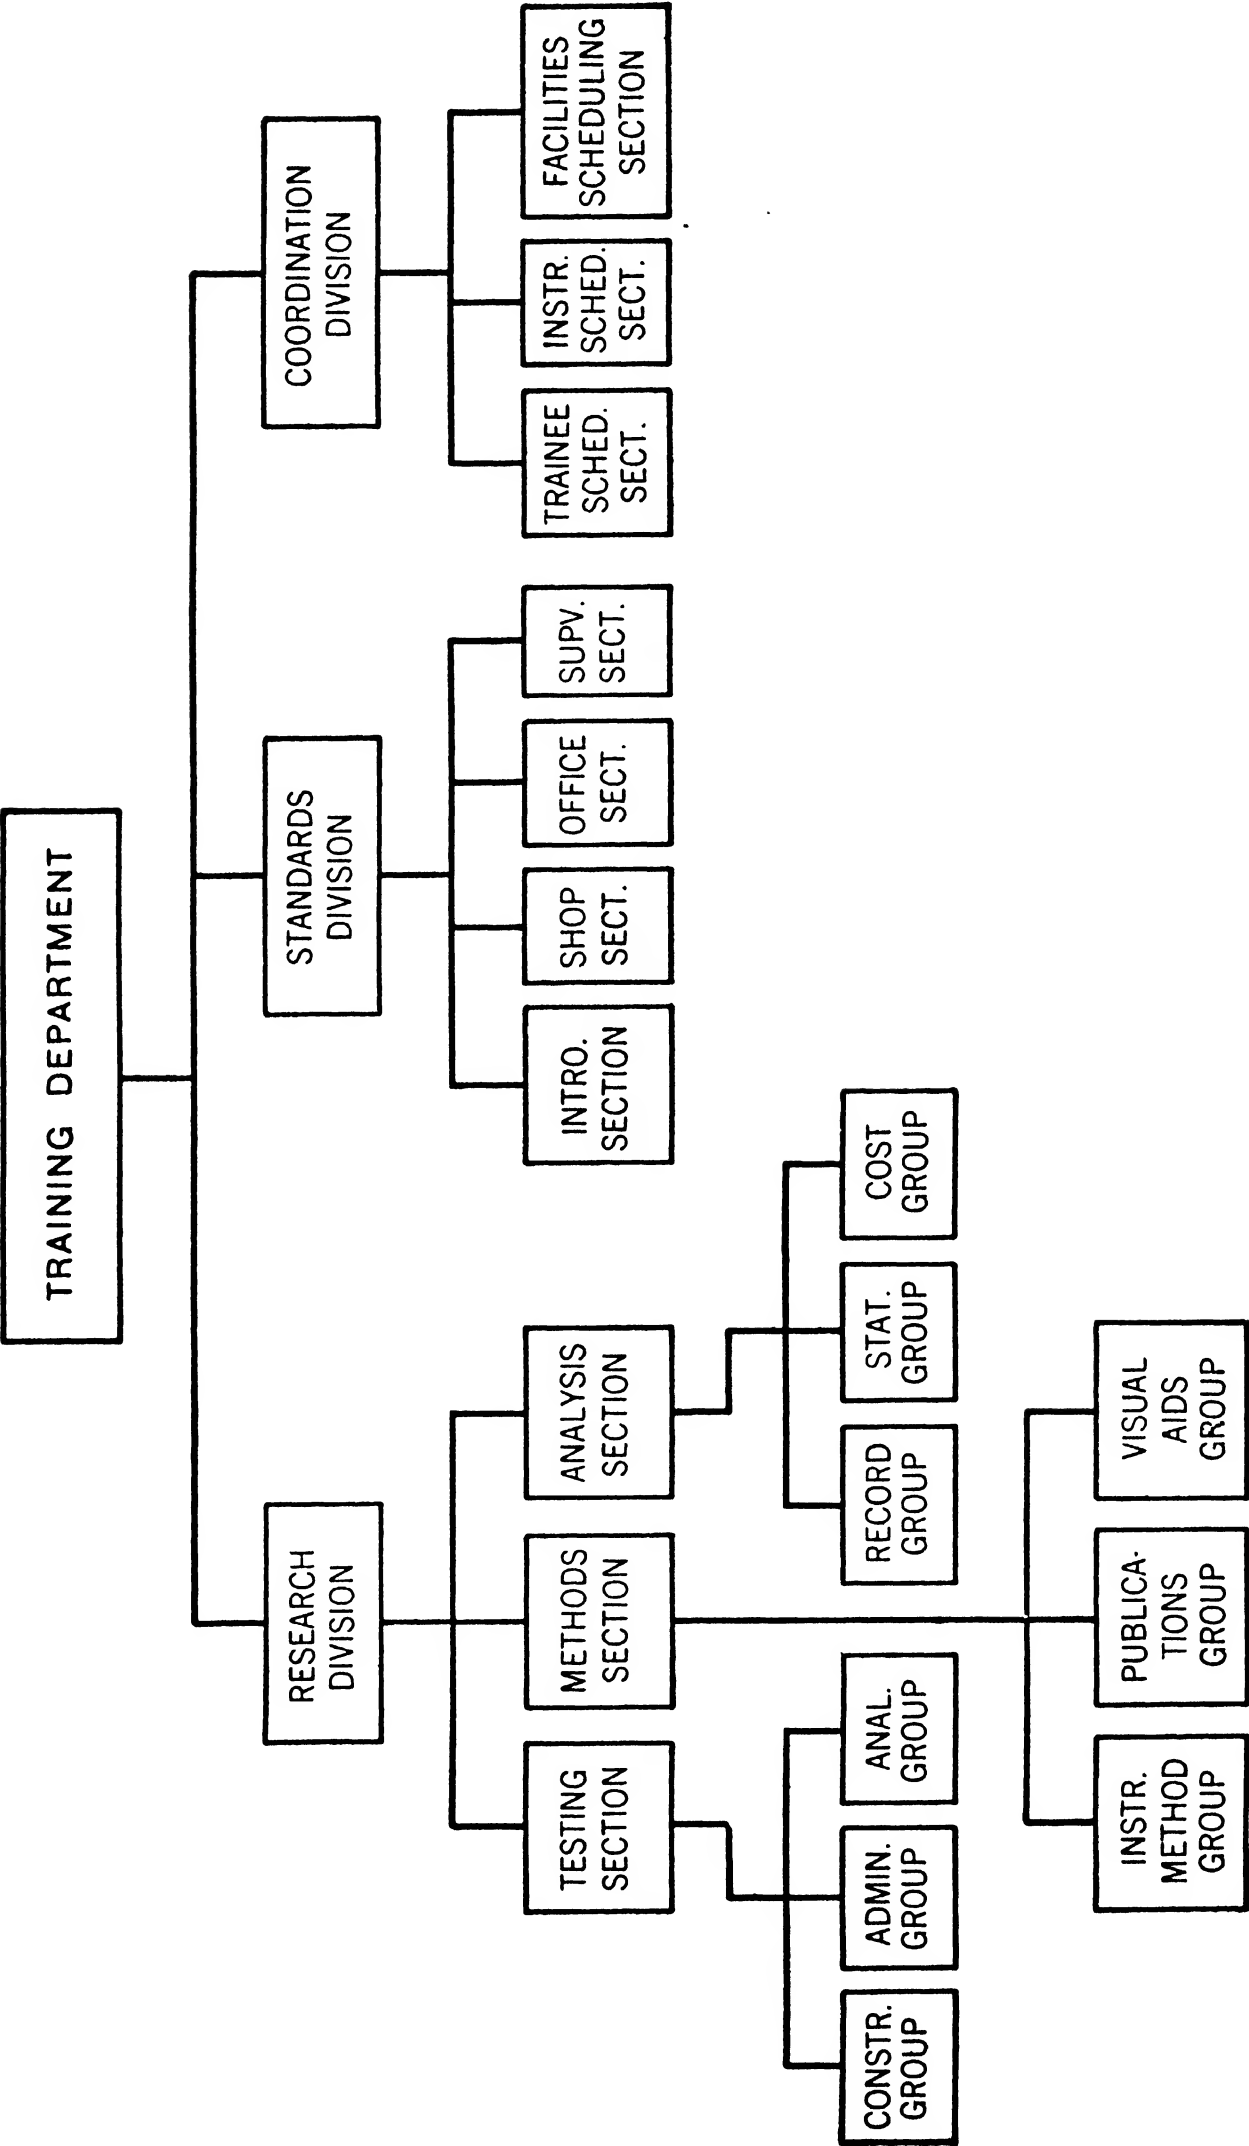 TRAINING DEPARTMENT
RESEARCH
DIVISION
STANDARDS
DIVISION
COORDINATION
DIVISION
TESTING
SECTION
METHODS
SECTION
ANALYSIS
SECTION
INTRO.
SECTION
SHOP
SECT.
OFFICE
SECT.
SUPV.
SECT.
TRAINEE
SCHED.
SECT.
INSTR.
SCHED.
SECT.
FACILITIES
SCHEDULING
SECTION
CONSTR.
GROUP
ADMIN.
GROUP
ANAL.
GROUP
RECORD
GROUP
STAT.
GROUP
COST
GROUP
INSTR.
METHOD
GROUP
PUBLICA-
TIONS
GROUP
VISUAL
AIDS
GROUP